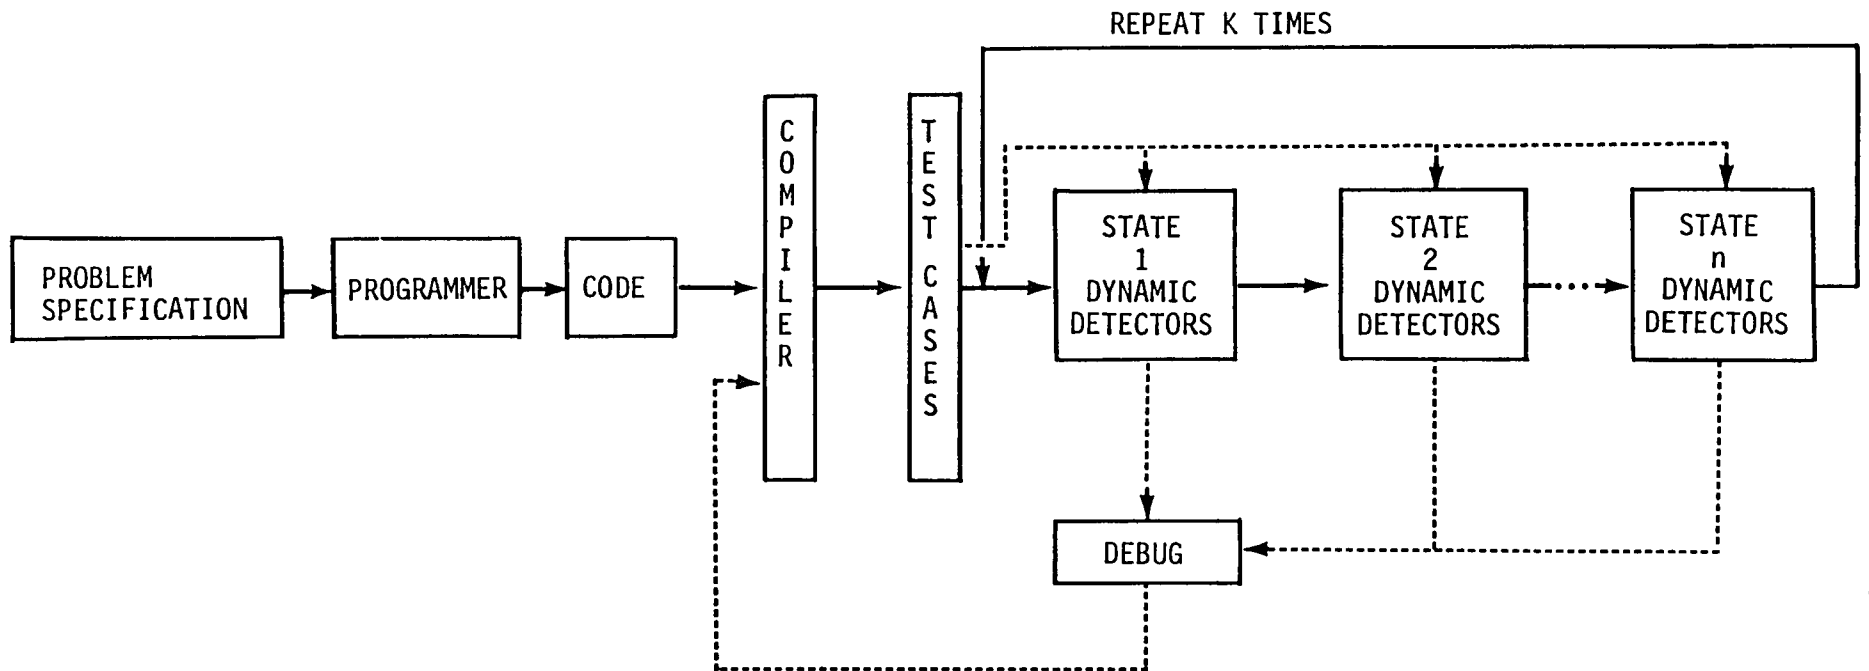 REPEAT K TIMES
PROBLEM
SPECIFICATION
PROGRAMMER
CODE
COMPILER
TEST CASES
STATE
1
DYNAMIC
DETECTORS
STATE
2
DYNAMIC
DETECTORS
STATE
n
DYNAMIC
DETECTORS
DEBUG